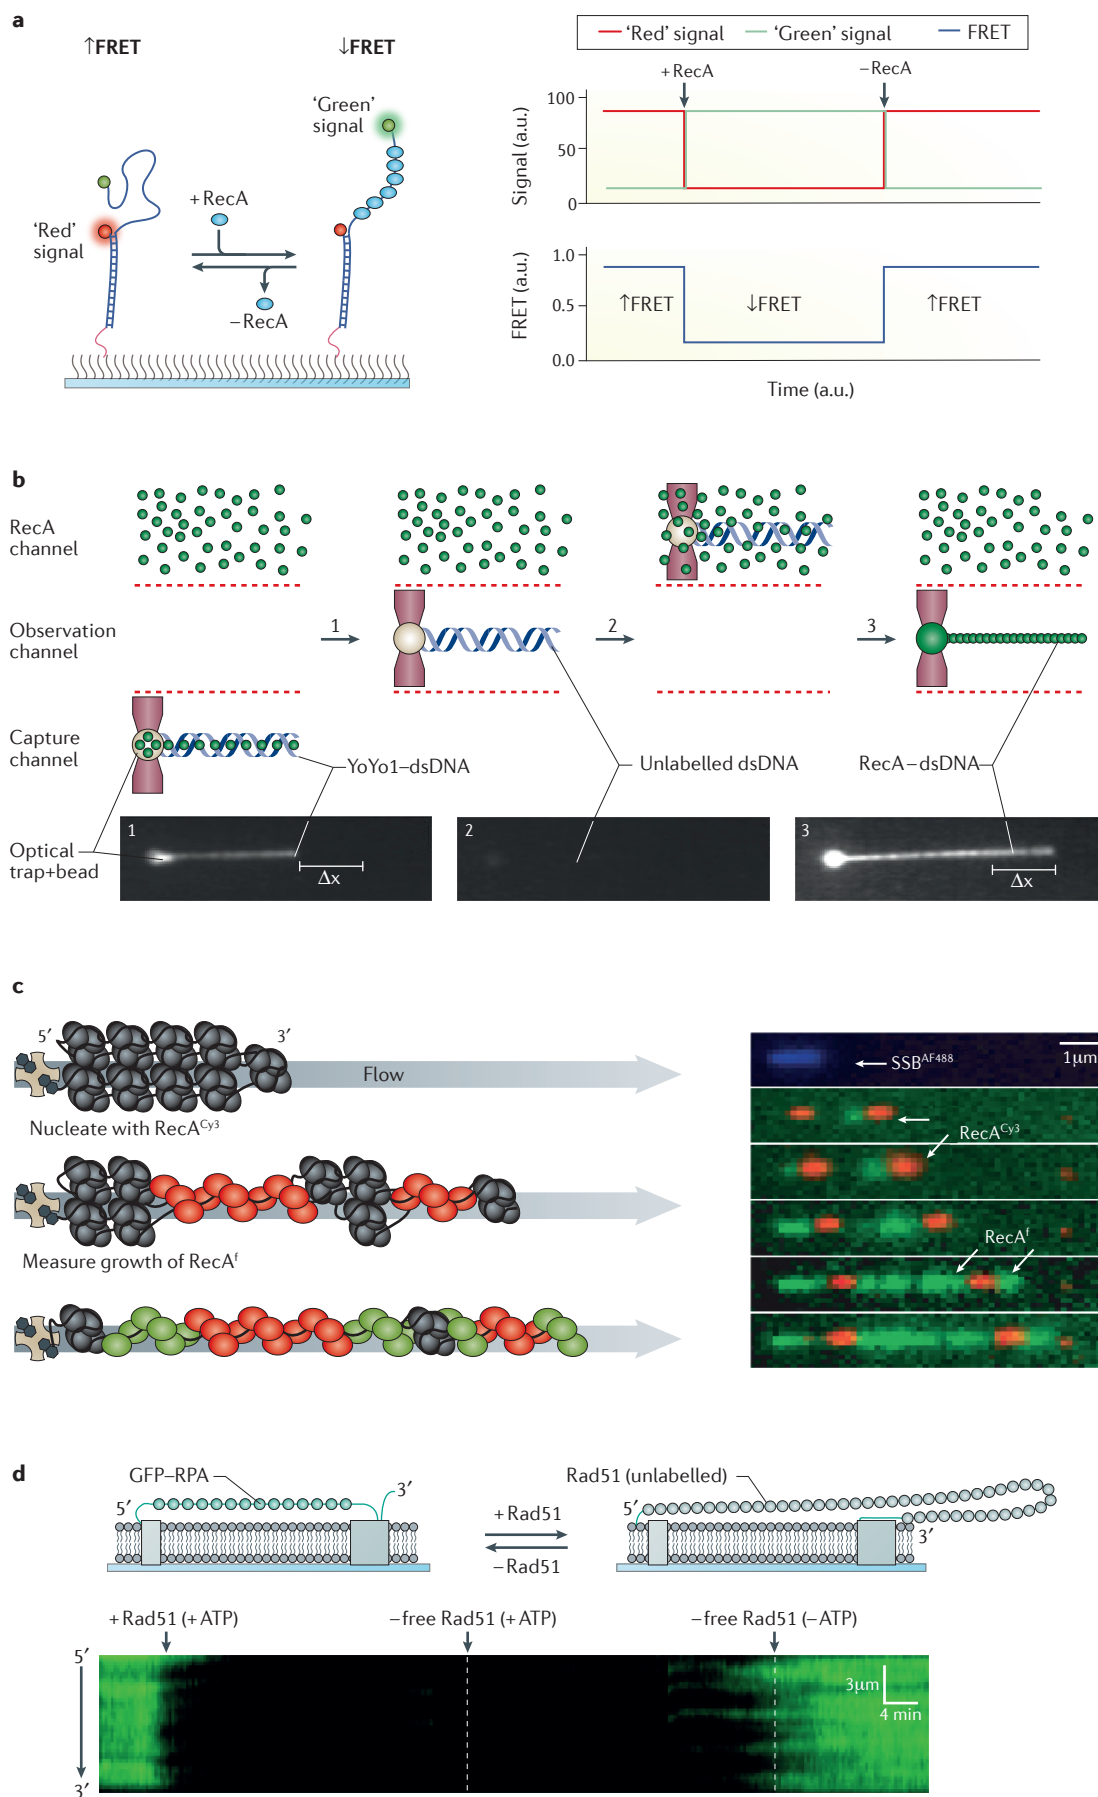 a
↑FRET
↓FRET
'Green'
signal
'Red'
signal
+RecA
−RecA
'Red' signal
'Green' signal
FRET
+RecA
−RecA
100
50
0
Signal (a.u.)
1.0
0.5
0.0
FRET (a.u.)
↑FRET
↓FRET
↑FRET
Time (a.u.)
b
RecA
channel
Observation
channel
1
2
3
Capture
channel
YoYo1–dsDNA
Unlabelled dsDNA
RecA–dsDNA
Optical
trap+bead
1
Δx
2
3
Δx
c
5′
3′
Flow
Nucleate with RecA^Cy3
Measure growth of RecA^f
SSB^AF488
1μm
RecA^Cy3
RecA^f
d
GFP–RPA
5′
3′
+Rad51
−Rad51
Rad51 (unlabelled)
5′
3′
+Rad51 (+ATP)
−free Rad51 (+ATP)
−free Rad51 (−ATP)
5′
3′
3μm
4 min